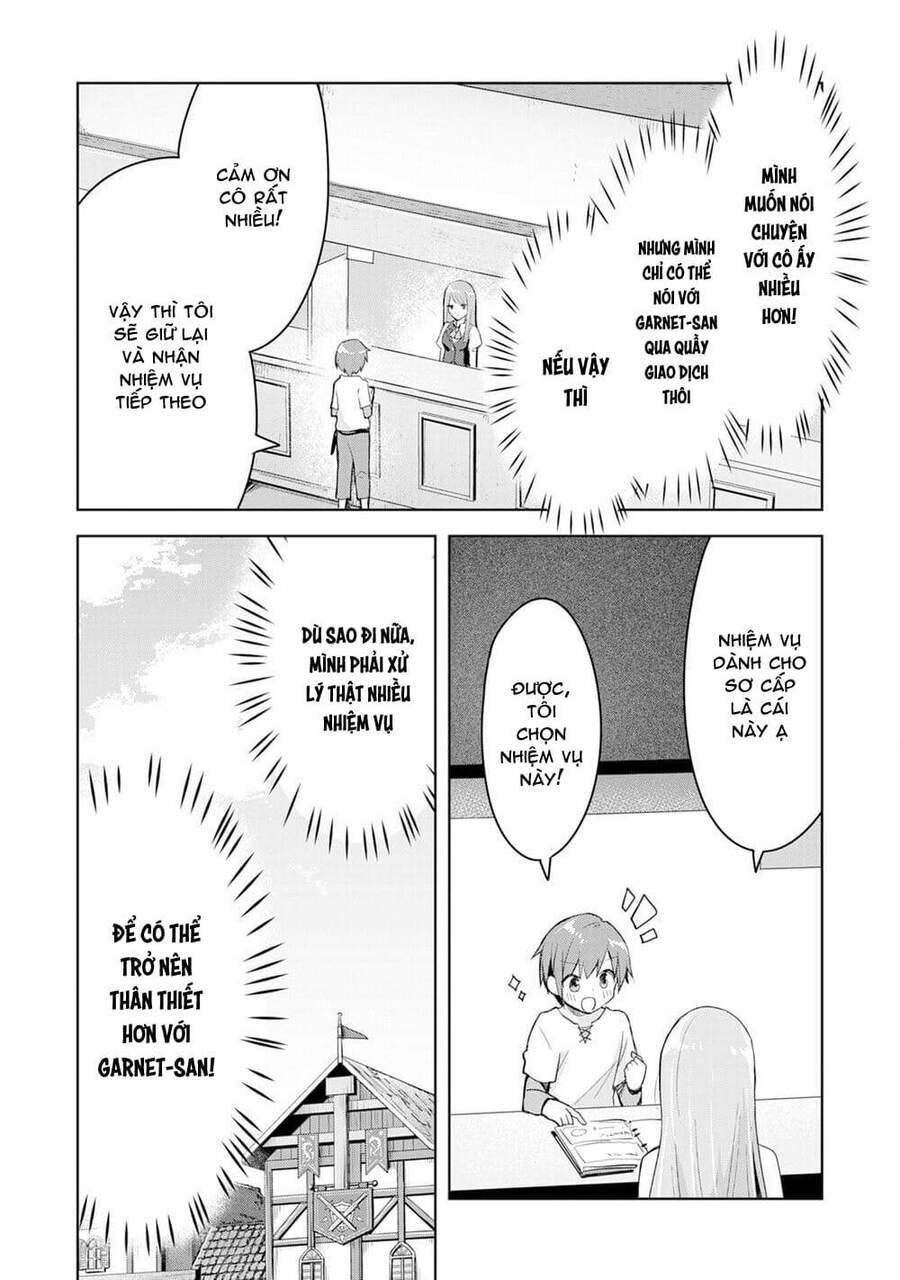 MÌNH
MUỐN NÓI
CHUYỆN
VỚI CÔ ẤY
NHIỀU
HƠN!
NHƯNG MÌNH
CHỈ CÓ THỂ
NÓI VỚI
GARNET-SAN
QUA QUẦY
GIAO DỊCH
THÔI
NẾU VẬY
THÌ
CẢM ƠN
CÔ RẤT
NHIỀU!
VẬY THÌ TÔI
SẼ GIỮ LẠI
VÀ NHẬN
NHIỆM VỤ
TIẾP THEO
NHIỆM VỤ
DÀNH CHO
SƠ CẤP
LÀ CÁI
NÀY Ạ
ĐƯỢC,
TÔI
CHỌN
NHIỆM VỤ
NÀY!
DÙ SAO ĐI NỮA,
MÌNH PHẢI XỬ
LÝ THẬT NHIỀU
NHIỆM VỤ
ĐỂ CÓ THỂ
TRỞ NÊN
THÂN THIẾT
HƠN VỚI
GARNET-SAN!